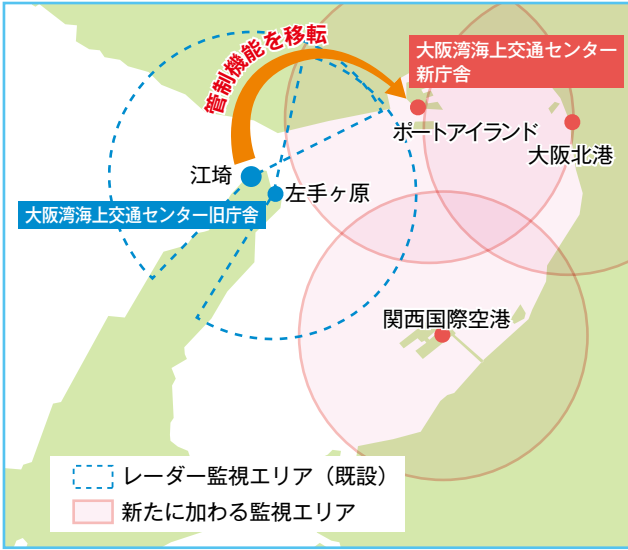 管制機能を移転
大阪湾海上交通センター
新庁舎
ポートアイランド
大阪北港
江埼
左手ヶ原
大阪湾海上交通センター旧庁舎
関西国際空港
レーダー監視エリア（既設）
新たに加わる監視エリア